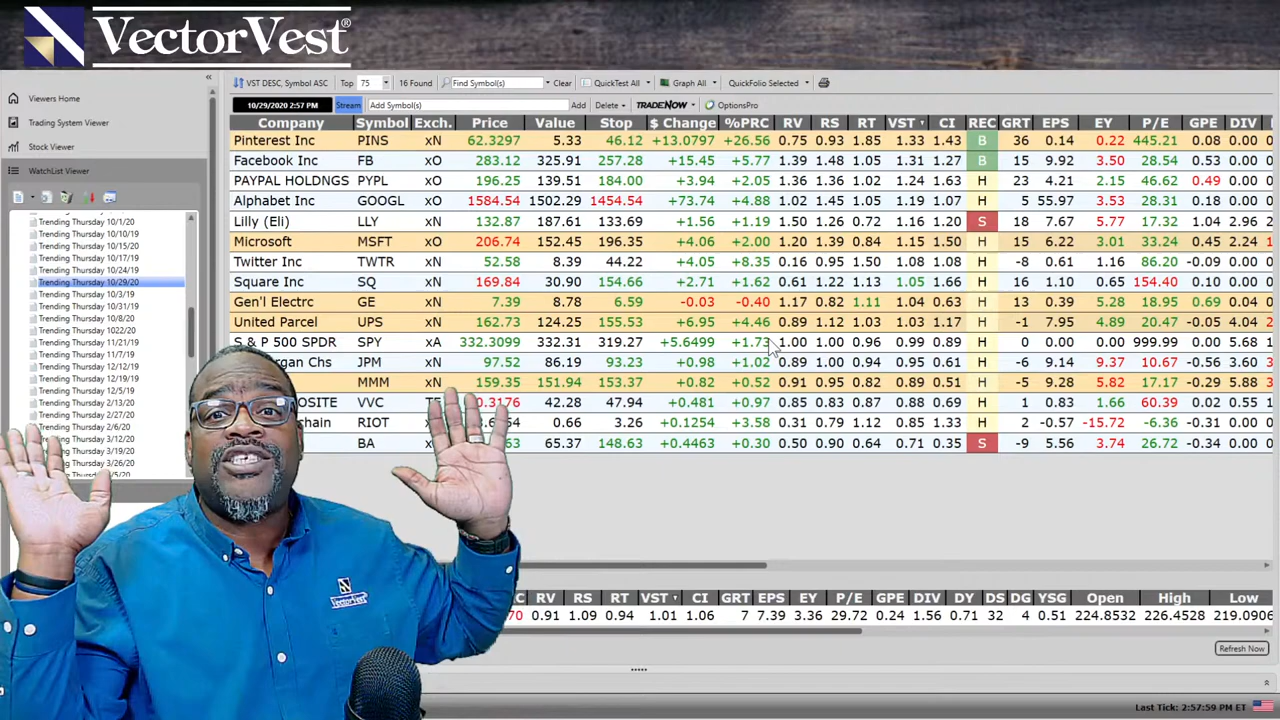 VectorVest®
VST DESC, Symbol ASC Top 75 16 Found Find Symbol(s) Clear QuickTest All Graph All QuickFolio Selected
10/29/2020 2:57 PM Stream Add Symbol(s) Add Delete TRADENOW OptionsPro
Viewers Home
Trading System Viewer
Stock Viewer
WatchList Viewer
Trending Thursday 10/1/20
Trending Thursday 10/10/19
Trending Thursday 10/15/20
Trending Thursday 10/17/19
Trending Thursday 10/24/19
Trending Thursday 10/29/20
Trending Thursday 10/3/19
Trending Thursday 10/31/19
Trending Thursday 10/8/20
Trending Thursday 1022/20
Trending Thursday 11/21/19
Trending Thursday 11/7/19
Trending Thursday 12/12/19
Trending Thursday 12/19/19
Trending Thursday 12/5/19
Trending Thursday 2/13/20
Trending Thursday 2/27/20
Trending Thursday 2/6/20
Thursday 3/12/20
Thursday 3/19/20
Thursday 3/26/20
Company Symbol Exch. Price Value Stop $ Change %PRC RV RS RT VST CI REC GRT EPS EY P/E GPE DIV
Pinterest Inc PINS xN 62.3297 5.33 46.12 +13.0797 +26.56 0.75 0.93 1.85 1.33 1.43 B 36 0.14 0.22 445.21 0.08 0.00
Facebook Inc FB xO 283.12 325.91 257.28 +15.45 +5.77 1.39 1.48 1.05 1.31 1.27 B 15 9.92 3.50 28.54 0.53 0.00
PAYPAL HOLDNGS PYPL xO 196.25 139.51 184.00 +3.94 +2.05 1.36 1.36 1.02 1.24 1.63 H 23 4.21 2.15 46.62 0.49 0.00
Alphabet Inc GOOGL xO 1584.54 1502.29 1454.54 +73.74 +4.88 1.02 1.45 1.06 1.19 1.07 H 5 55.97 3.53 28.31 0.18 0.00
Lilly (Eli) LLY xN 132.87 187.61 133.69 +1.56 +1.19 1.50 1.26 0.72 1.16 1.20 S 18 7.67 5.77 17.32 1.04 2.96
Microsoft MSFT xO 206.74 152.45 196.35 +4.06 +2.00 1.20 1.39 0.84 1.15 1.50 H 15 6.22 3.01 33.24 0.45 2.24
Twitter Inc TWTR xN 52.58 8.39 44.22 +4.05 +8.35 0.16 0.95 1.50 1.08 1.08 H -8 0.61 1.16 86.20 -0.09 0.00
Square Inc SQ xN 169.84 30.90 154.66 +2.71 +1.62 0.61 1.22 1.13 1.05 1.66 H 16 1.10 0.65 154.40 0.10 0.00
Gen'l Electrc GE xN 7.39 8.78 6.59 -0.03 -0.40 1.17 0.82 1.11 1.04 0.63 H 13 0.39 5.28 18.95 0.69 0.04
United Parcel UPS xN 162.73 124.25 155.53 +6.95 +4.46 0.89 1.12 1.03 1.03 1.17 H -1 7.95 4.89 20.47 -0.05 4.04
S & P 500 SPDR SPY xA 332.3099 332.31 319.27 +5.6499 +1.73 1.00 1.00 0.96 0.99 0.89 H 0 0.00 0.00 999.99 0.00 5.68
Chs JPM xN 97.52 86.19 93.23 +0.98 +1.02 0.89 1.00 0.94 0.95 0.61 H -6 9.14 9.37 10.67 -0.56 3.60
MMM xN 159.35 151.94 153.37 +0.82 +0.52 0.91 0.95 0.82 0.89 0.51 H -5 9.28 5.82 17.17 -0.29 5.88
VVC 42.28 47.94 +0.481 +0.97 0.85 0.83 0.87 0.88 0.69 H 1 0.83 1.66 60.39 0.02 0.55
RIOT 0.66 3.26 +0.1254 +3.58 0.31 0.79 1.12 0.85 1.33 H 2 -0.57 -15.72 -6.36 -0.31 0.00
BA 65.37 148.63 +0.4463 +0.30 0.50 0.90 0.64 0.71 0.35 S -9 5.56 3.74 26.72 -0.34 0.00
RV RS RT VST CI GRT EPS EY P/E GPE DIV DY DS DG YSG Open High Low
0.91 1.09 0.94 1.01 1.06 7 7.39 3.36 29.72 0.24 1.56 0.71 32 4 0.51 224.8532 226.4528 219.0906
Refresh Now
Last Tick: 2:57:59 PM ET
VectorVest